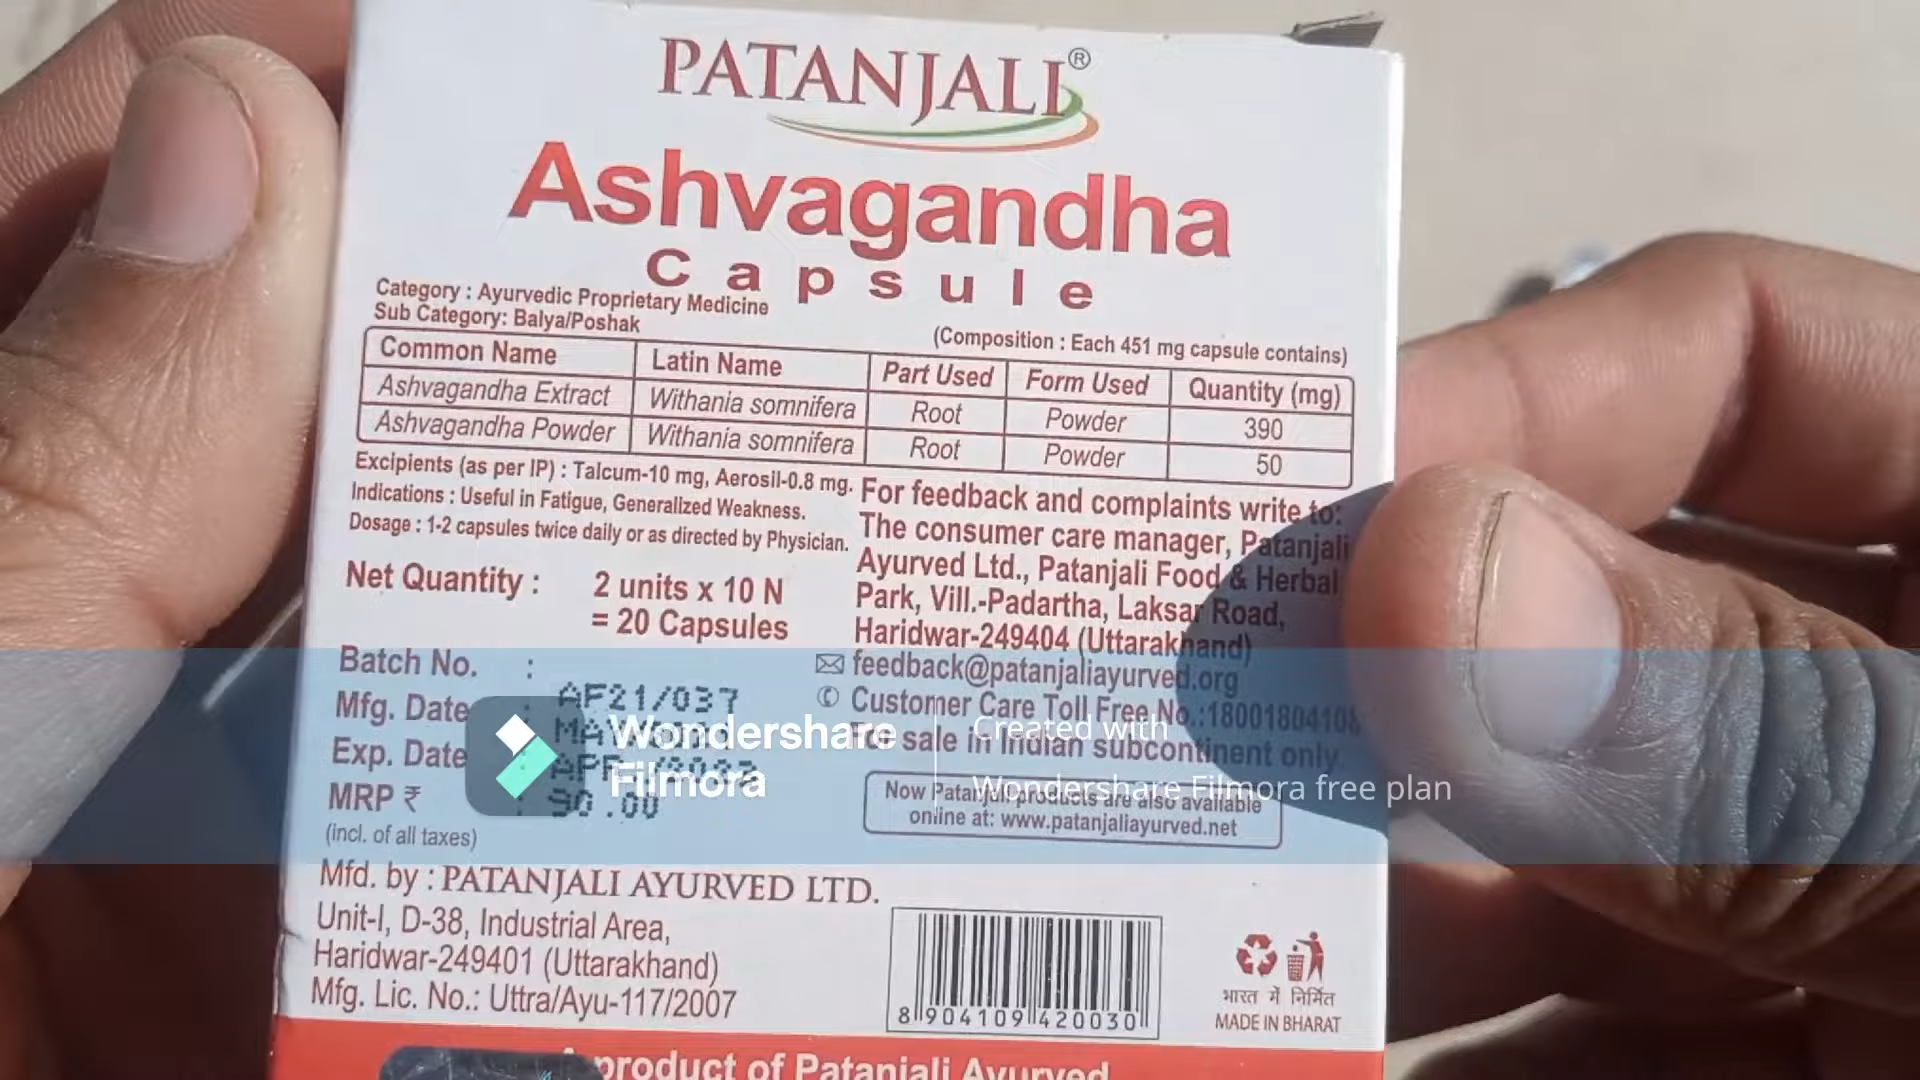 PATANJALI®
Ashvagandha
Capsule
Category : Ayurvedic Proprietary Medicine
Sub Category: Balya/Poshak
(Composition : Each 451 mg capsule contains)
Common Name Latin Name Part Used Form Used Quantity (mg)
Ashvagandha Extract Withania somnifera Root Powder 390
Ashvagandha Powder Withania somnifera Root Powder 50
Excipients (as per IP) : Talcum-10 mg, Aerosil-0.8 mg.
Indications : Useful in Fatigue, Generalized Weakness.
Dosage : 1-2 capsules twice daily or as directed by Physician.
Net Quantity : 2 units x 10 N
= 20 Capsules
For feedback and complaints write to:
The consumer care manager, Patanjali
Ayurved Ltd., Patanjali Food & Herbal
Park, Vill.-Padartha, Laksar Road,
Haridwar-249404 (Uttarakhand)
feedback@patanjaliayurved.org
Customer Care Toll Free No.:18001804108
For sale in Indian subcontinent only
Now Patanjali products are also available
online at: www.patanjaliayurved.net
Batch No. : AF21/037
Mfg. Date :
Exp. Date :
MRP ₹ : 90.00
(incl. of all taxes)
Wondershare
Filmora
Created with
Wondershare Filmora free plan
Mfd. by : PATANJALI AYURVED LTD.
Unit-I, D-38, Industrial Area,
Haridwar-249401 (Uttarakhand)
Mfg. Lic. No.: Uttra/Ayu-117/2007
8 904109 420030
भारत में निर्मित
MADE IN BHARAT
A product of Patanjali Ayurved